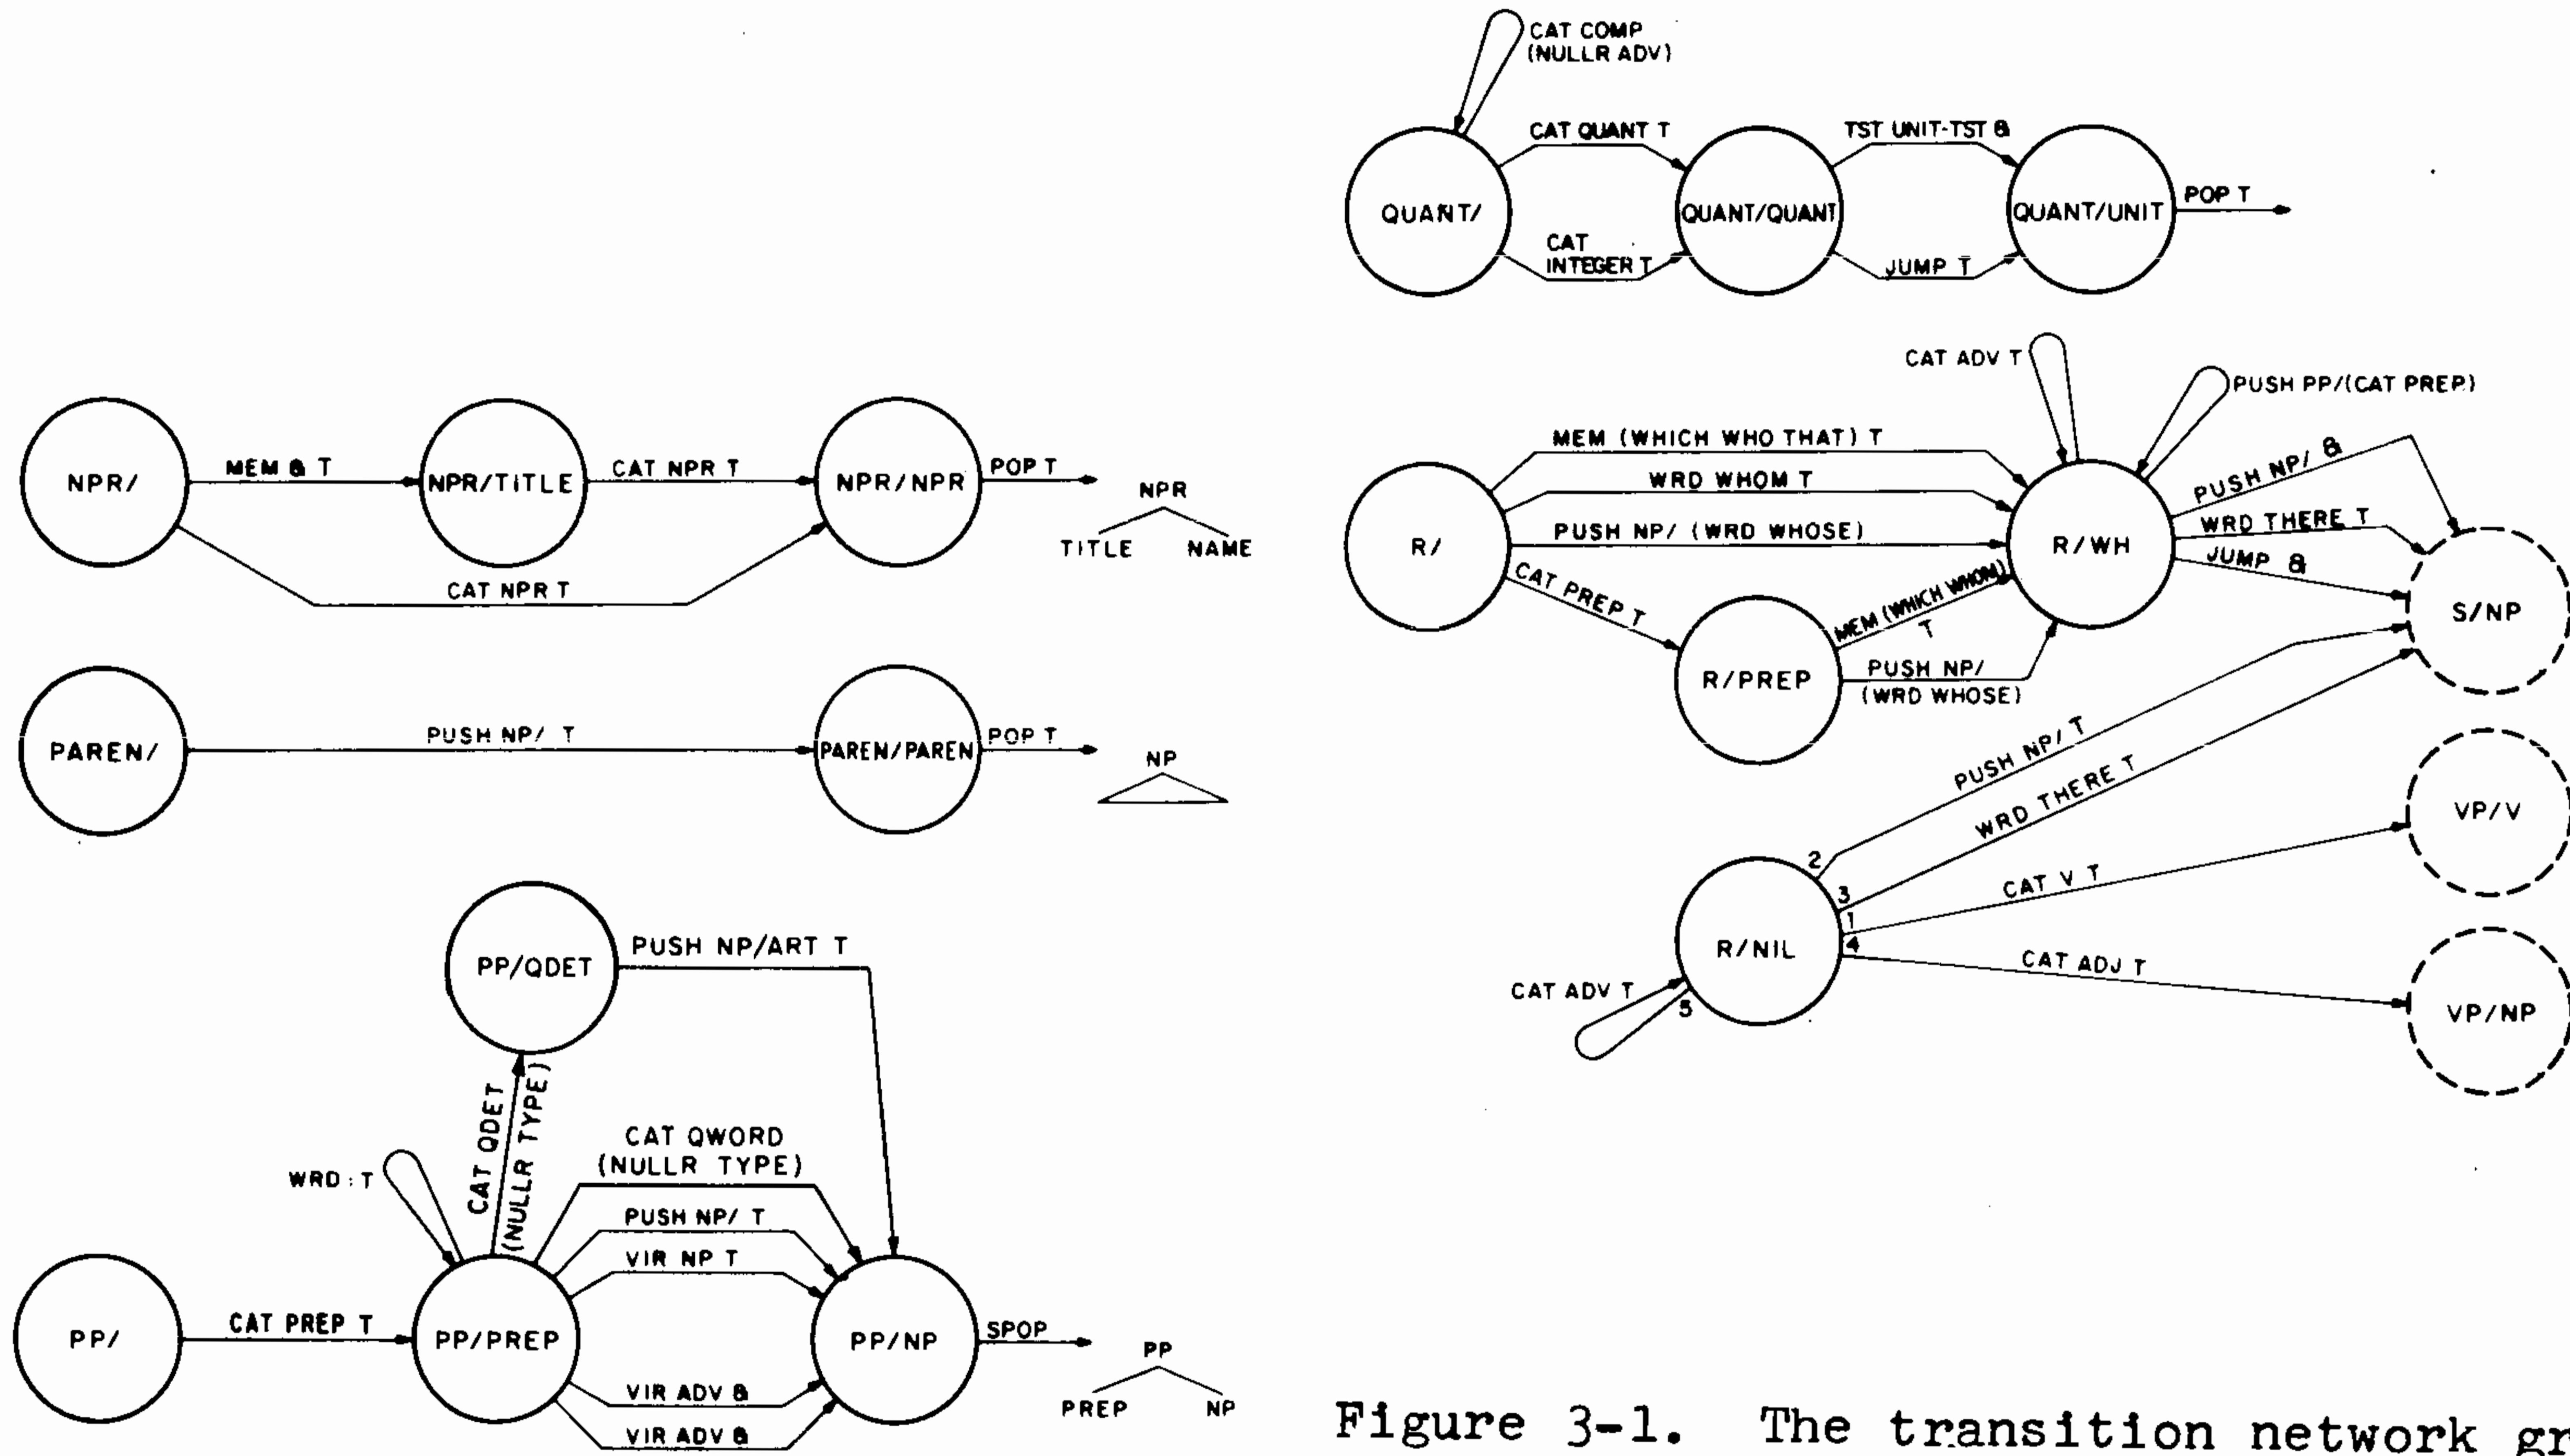 CAT COMP
(NULLR ADV)
CAT QUANT T
TST UNIT-TST &
QUANT/
QUANT/QUANT
QUANT/UNIT
POP T
CAT
INTEGER T
JUMP T
NPR/
MEM & T
NPR/TITLE
CAT NPR T
NPR/NPR
POP T
NPR
TITLE NAME
CAT NPR T
PAREN/
PUSH NP/ T
PAREN/PAREN
POP T
NP
CAT ADV T
PUSH PP/(CAT PREP)
MEM (WHICH WHO THAT) T
WRD WHOM T
PUSH NP/ (WRD WHOSE)
R/
CAT PREP T
R/PREP
MEM (WHICH WHOM)
T
PUSH NP/
(WRD WHOSE)
R/WH
PUSH NP/ &
WRD THERE T
JUMP &
S/NP
PUSH NP/ T
WRD THERE T
VP/V
2
3
1
4
CAT V T
R/NIL
CAT ADJ T
CAT ADV T
5
VP/NP
PP/QDET
PUSH NP/ART T
CAT QDET
(NULLR TYPE)
WRD : T
CAT QWORD
(NULLR TYPE)
PUSH NP/ T
VIR NP T
PP/
CAT PREP T
PP/PREP
PP/NP
SPOP
PP
PREP NP
VIR ADV &
VIR ADV &
Figure 3-1. The transition network gr